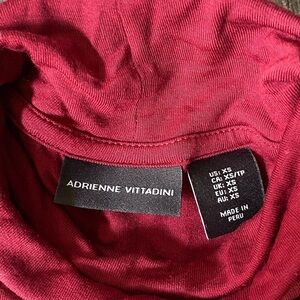 ADRIENNE VITTADINI
US: XS
CA: XS/TP
UK: XS
EU: XS
AU: XS
MADE IN
PERU